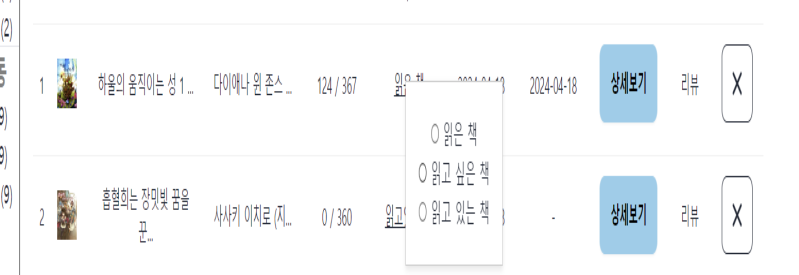 (2)
동
9)
9)
(9)
1 하울의 움직이는 성 1 ... 다이애나 윈 존스 ... 124 / 367 읽은 책 2024-04-18 상세보기 리뷰 X
○ 읽은 책
○ 읽고 싶은 책
○ 읽고 있는 책
2 흡혈희는 장밋빛 꿈을
꾼... 사사키 이치로 (지... 0 / 360 읽고 - 상세보기 리뷰 X